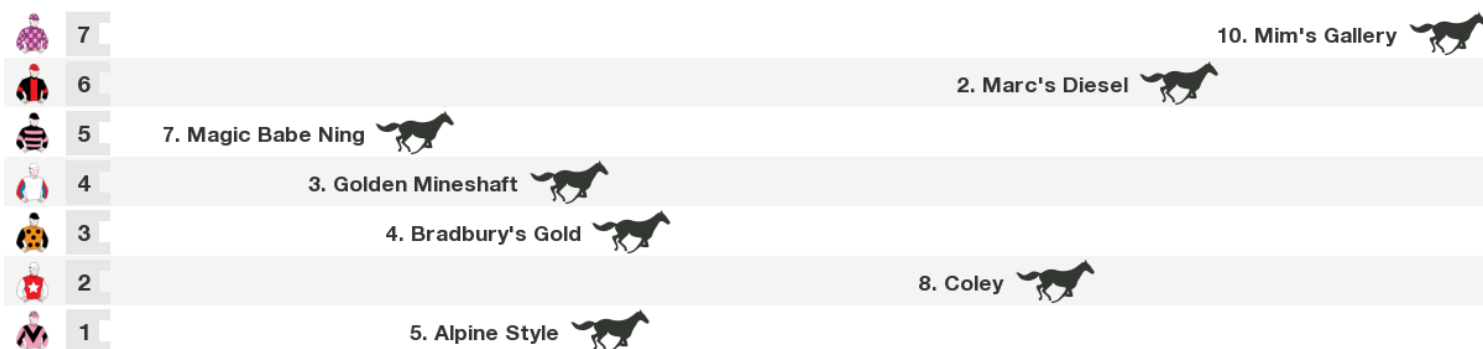 7 10. Mim's Gallery
6 2. Marc's Diesel
5 7. Magic Babe Ning
4 3. Golden Mineshaft
3 4. Bradbury's Gold
2 8. Coley
1 5. Alpine Style